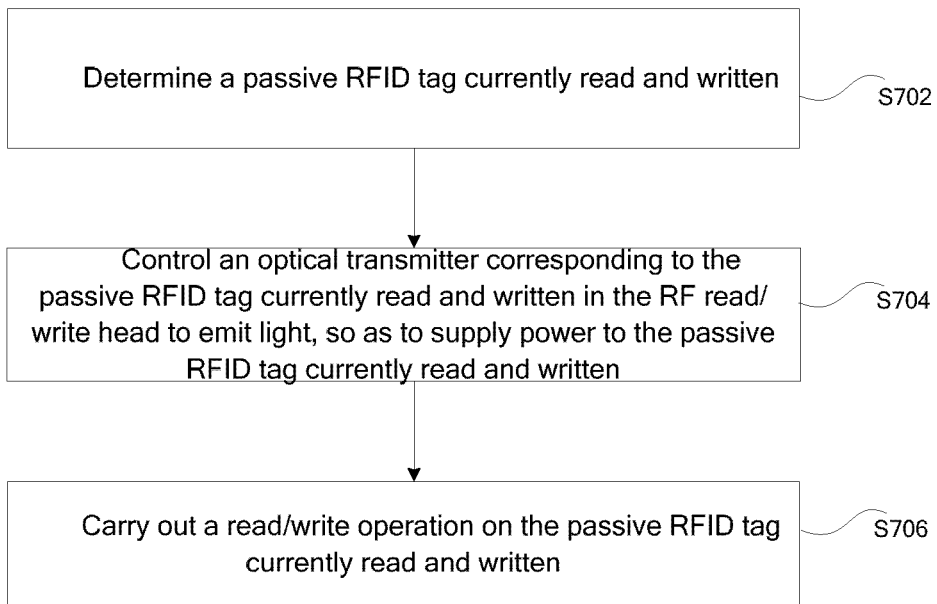 Determine a passive RFID tag currently read and written
S702
Control an optical transmitter corresponding to the
passive RFID tag currently read and written in the RF read/
write head to emit light, so as to supply power to the passive
RFID tag currently read and written
S704
Carry out a read/write operation on the passive RFID tag
currently read and written
S706